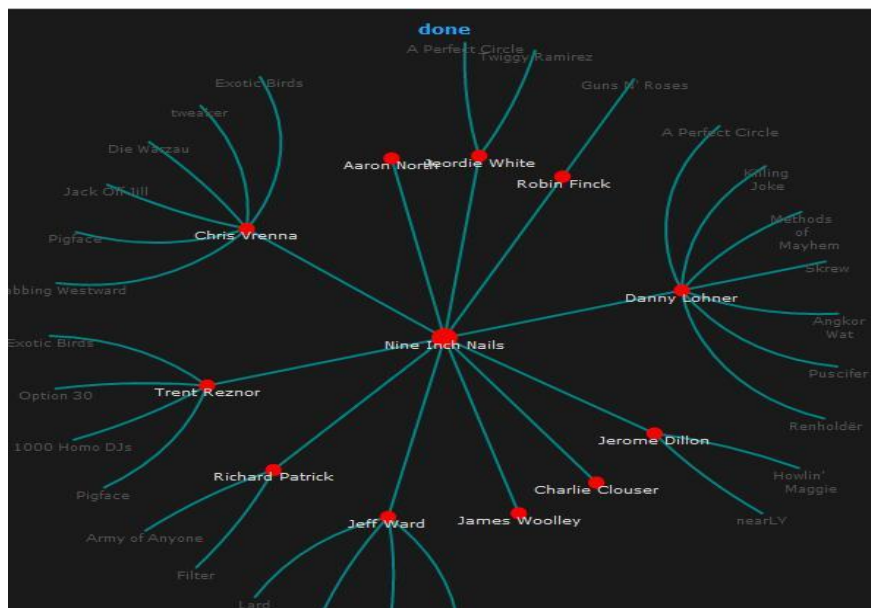 done
A Perfect Circle
Twiggy Ramirez
Guns N' Roses
Exotic Birds
tweaker
Die Warzau
Jack Off Jill
Pigface
abbing Westward
Chris Vrenna
Aaron North
Jeordie White
Robin Finck
A Perfect Circle
Killing
Joke
Methods
of
Mayhem
Skrew
Danny Lohner
Angkor
Wat
Puscifer
Renholdër
Nine Inch Nails
Exotic Birds
Option 30
1000 Homo DJs
Pigface
Trent Reznor
Richard Patrick
Army of Anyone
Filter
Jeff Ward
Lard
James Woolley
Charlie Clouser
Jerome Dillon
Howlin'
Maggie
nearLY